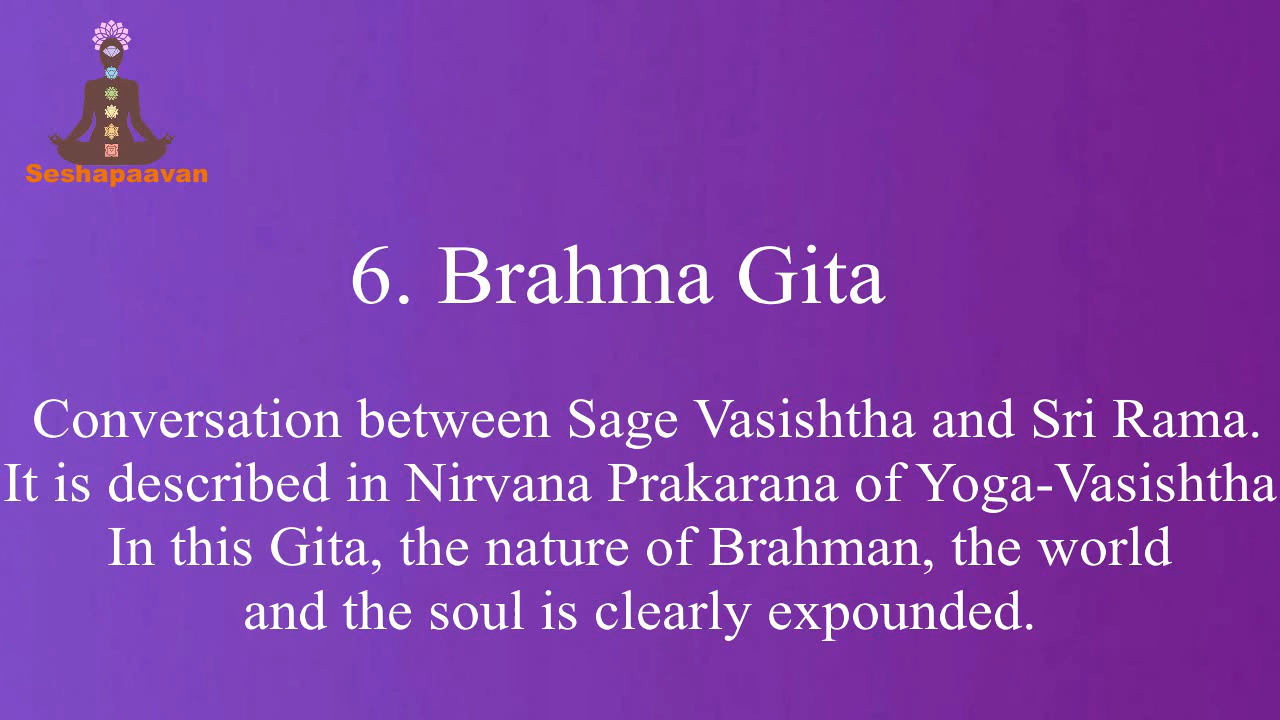 Seshapaavan
6. Brahma Gita
Conversation between Sage Vasishtha and Sri Rama.
It is described in Nirvana Prakarana of Yoga-Vasishtha
In this Gita, the nature of Brahman, the world
and the soul is clearly expounded.